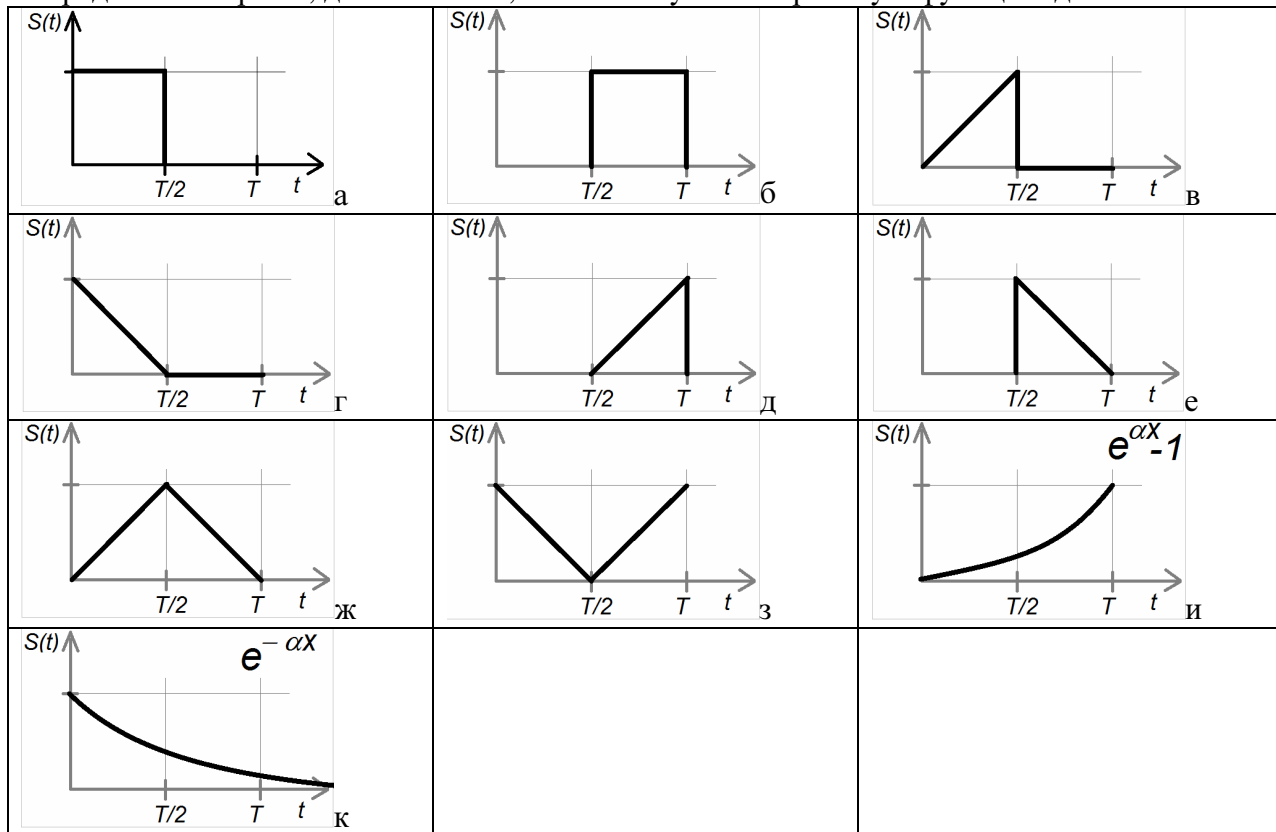 S(t)
T/2 T t а
S(t)
T/2 T t б
S(t)
T/2 T t в
S(t)
T/2 T t г
S(t)
T/2 T t д
S(t)
T/2 T t е
S(t)
T/2 T t ж
S(t)
T/2 T t з
S(t)
e^αx-1
T/2 T t и
S(t)
e^- αx
T/2 T t к